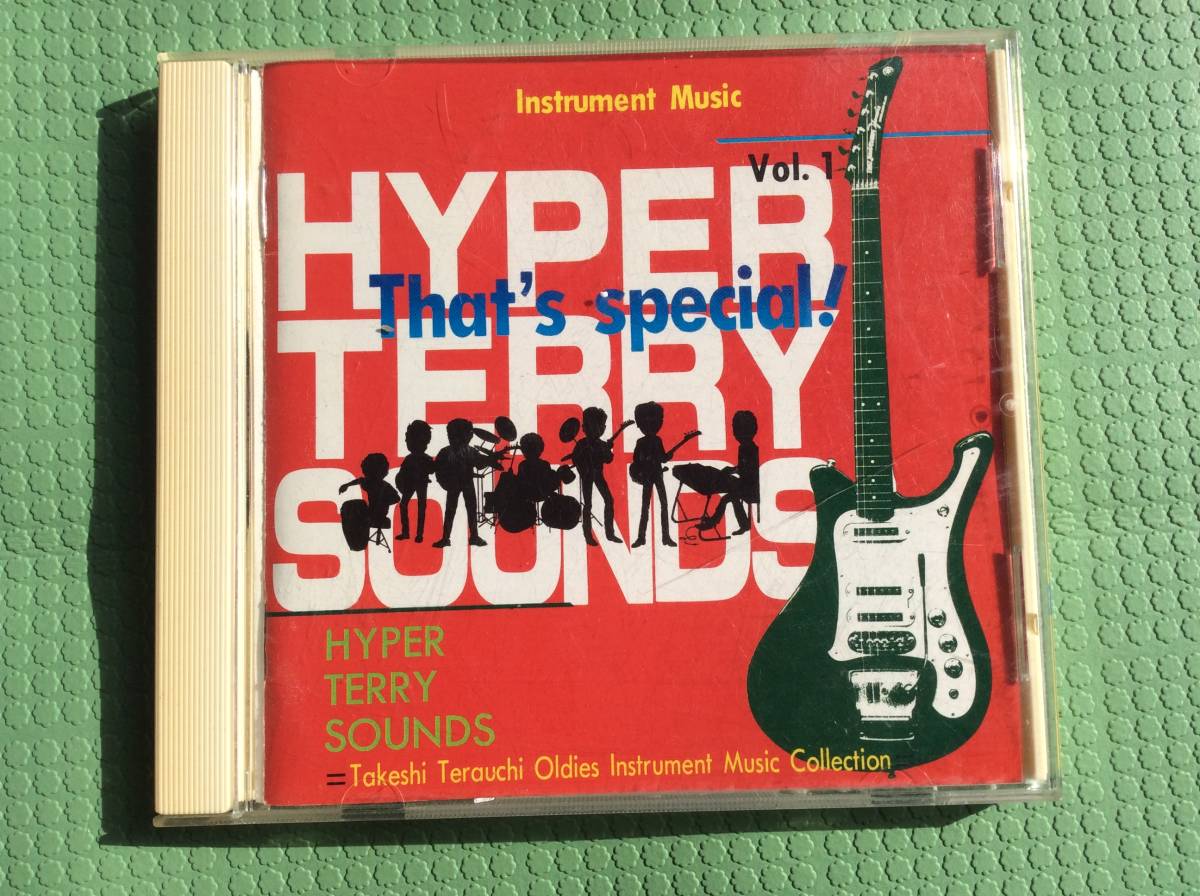 Instrument Music
Vol. 1
HYPER
That's special!
TERRY
SOUNDS
HYPER
TERRY
SOUNDS
=Takeshi Terauchi Oldies Instrument Music Collection=